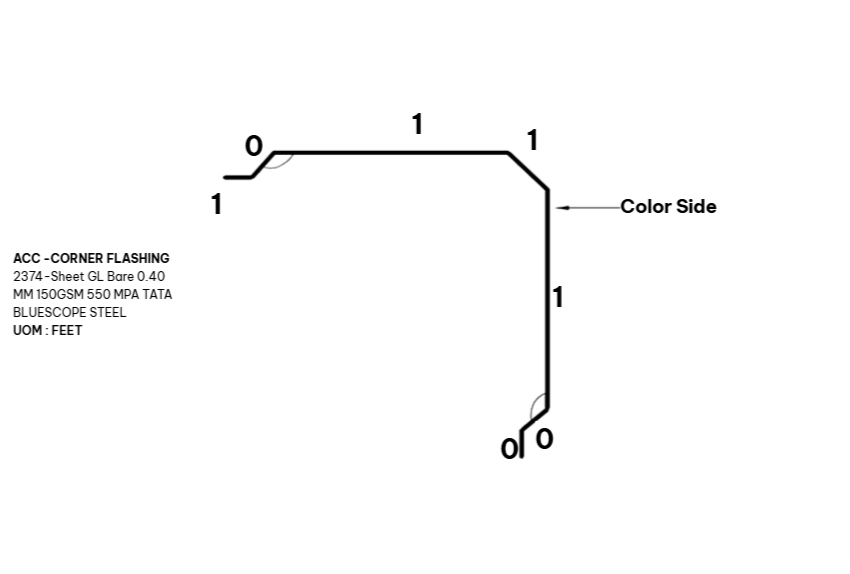 1
1
0
1
Color Side
ACC -CORNER FLASHING
2374-Sheet GL Bare 0.40
MM 150GSM 550 MPA TATA
BLUESCOPE STEEL
UOM : FEET
1
0
0